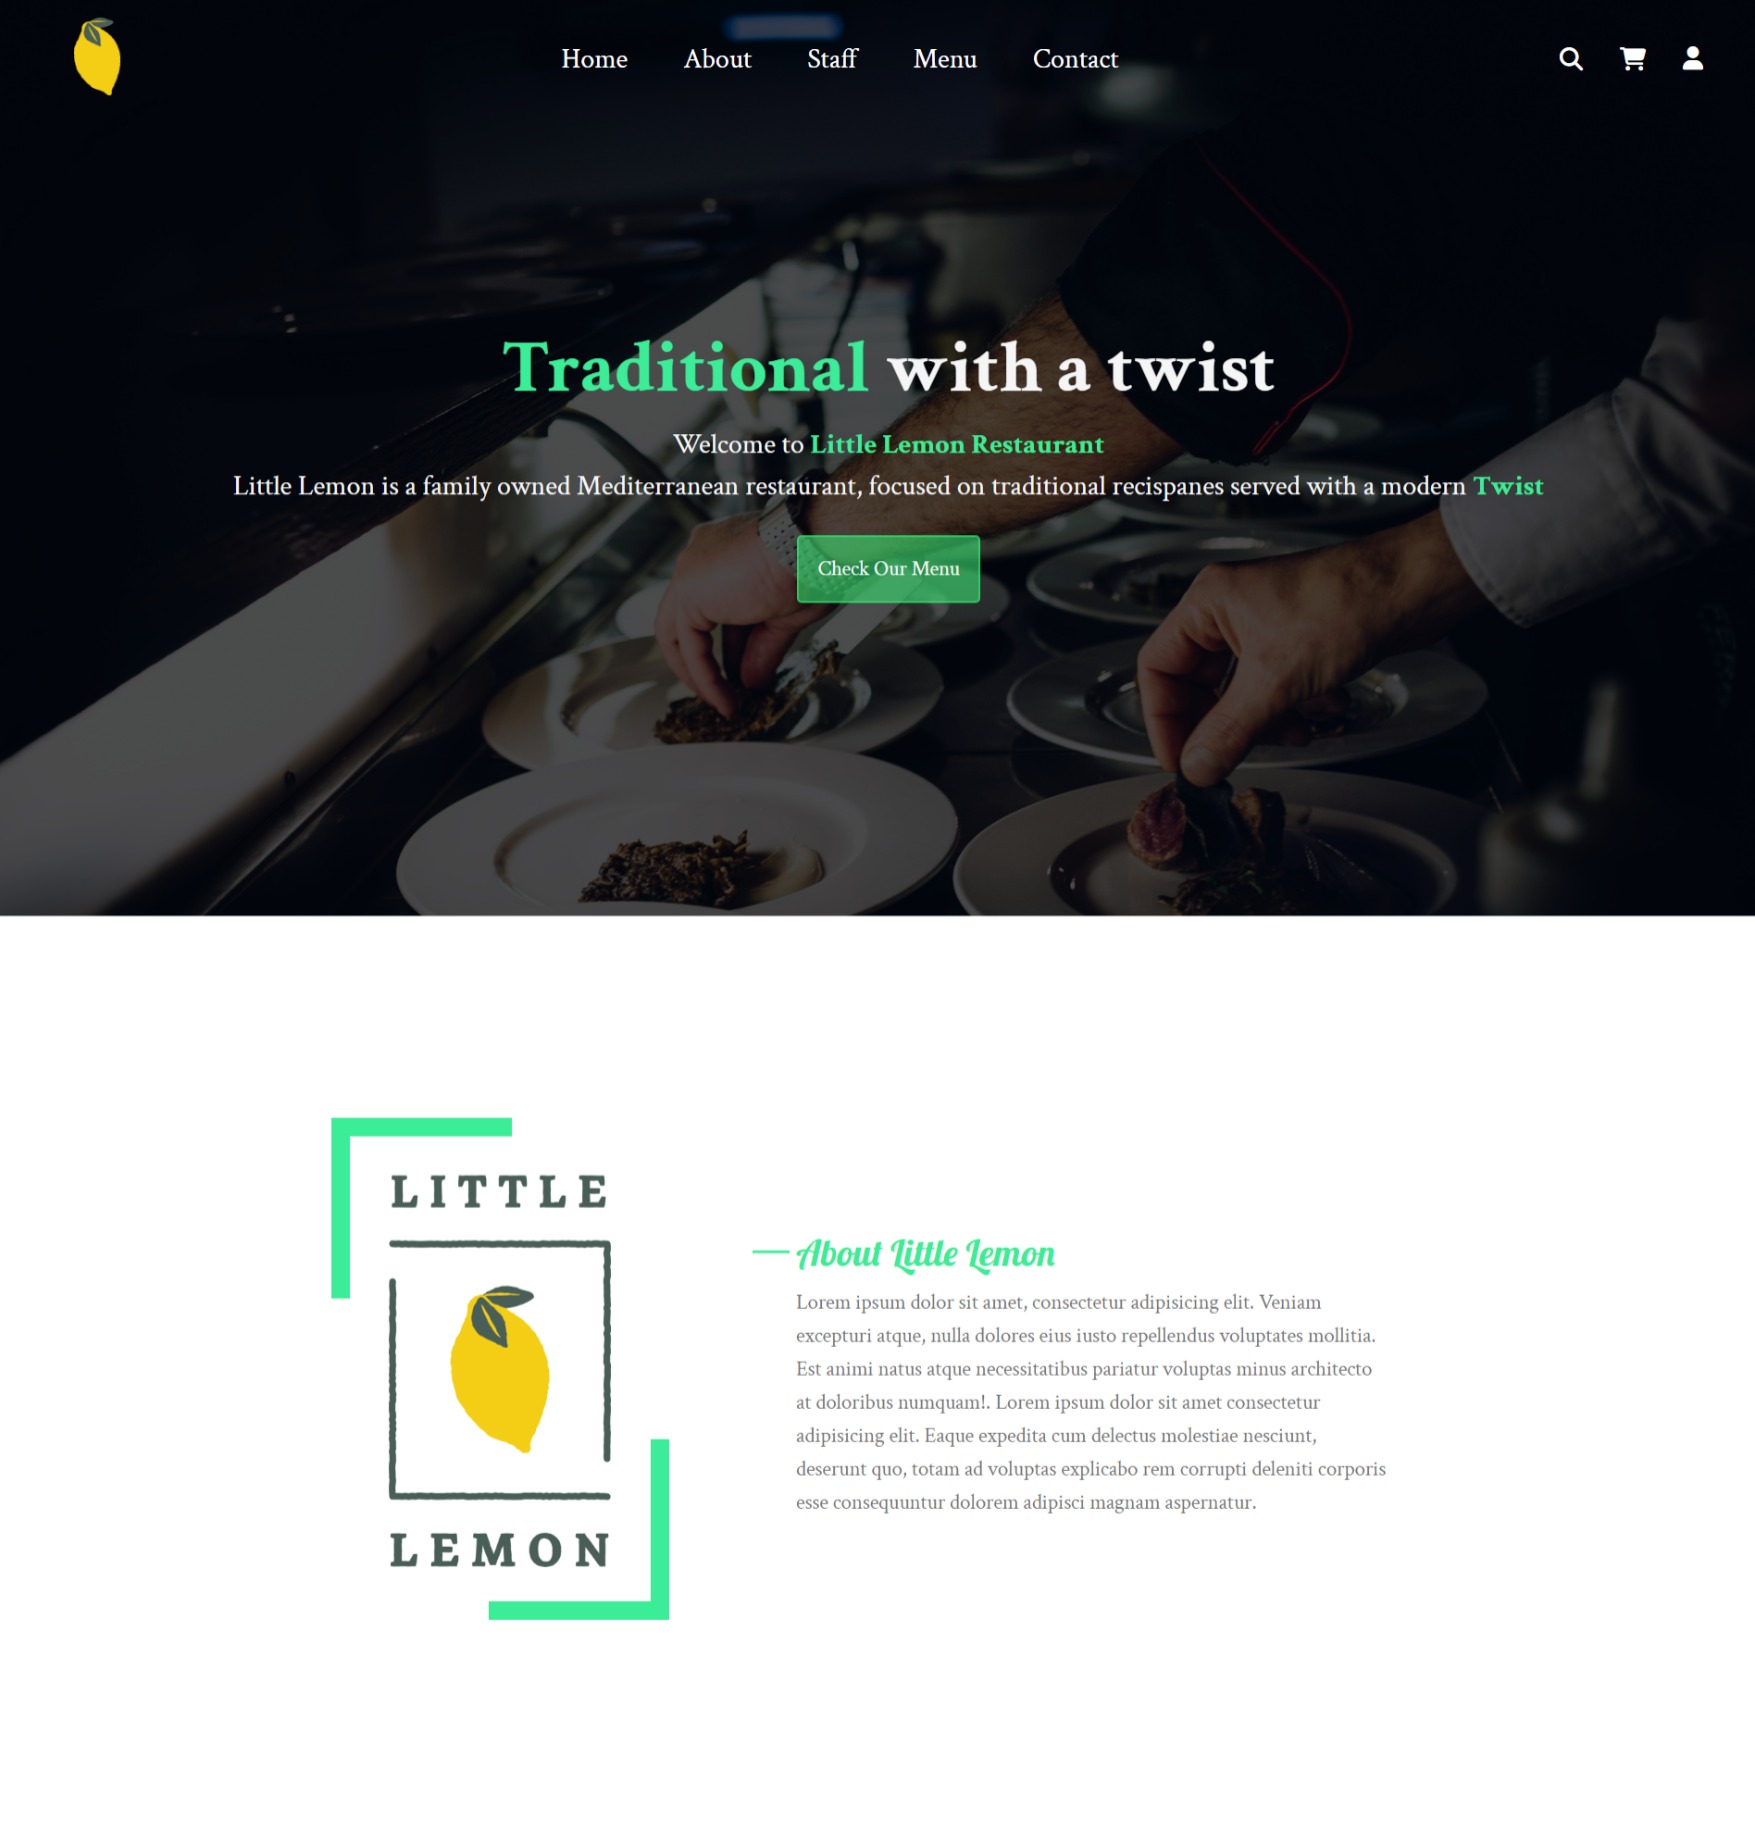 Home About Staff Menu Contact
Traditional with a twist
Welcome to Little Lemon Restaurant
Little Lemon is a family owned Mediterranean restaurant, focused on traditional recispanes served with a modern Twist
Check Our Menu
LITTLE
LEMON
About Little Lemon
Lorem ipsum dolor sit amet, consectetur adipisicing elit. Veniam
excepturi atque, nulla dolores eius iusto repellendus voluptates mollitia.
Est animi natus atque necessitatibus pariatur voluptas minus architecto
at doloribus numquam!. Lorem ipsum dolor sit amet consectetur
adipisicing elit. Eaque expedita cum delectus molestiae nesciunt,
deserunt quo, totam ad voluptas explicabo rem corrupti deleniti corporis
esse consequuntur dolorem adipisci magnam aspernatur.